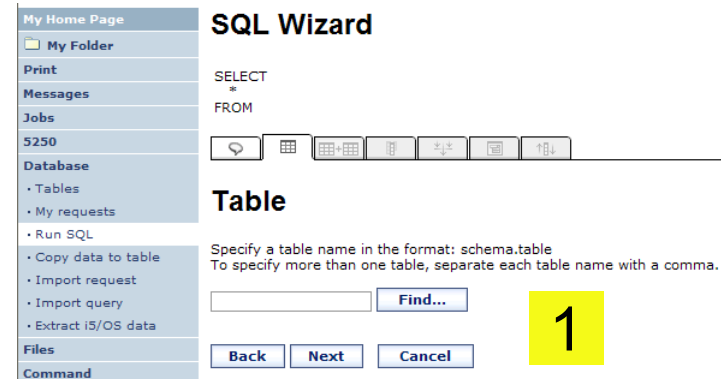 My Home Page
My Folder
Print
Messages
Jobs
5250
Database
• Tables
• My requests
• Run SQL
• Copy data to table
• Import request
• Import query
• Extract i5/OS data
Files
Command
SQL Wizard
SELECT
*
FROM
Table
Specify a table name in the format: schema.table
To specify more than one table, separate each table name with a comma.
Find...
Back Next Cancel
1